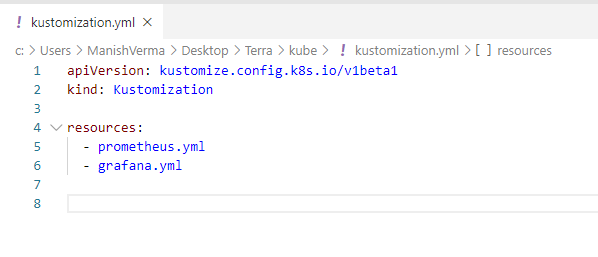 ! kustomization.yml ×
c: > Users > ManishVerma > Desktop > Terra > kube > ! kustomization.yml > [ ] resources
1 apiVersion: kustomize.config.k8s.io/v1beta1
2 kind: Kustomization
3
4 resources:
5 - prometheus.yml
6 - grafana.yml
7
8